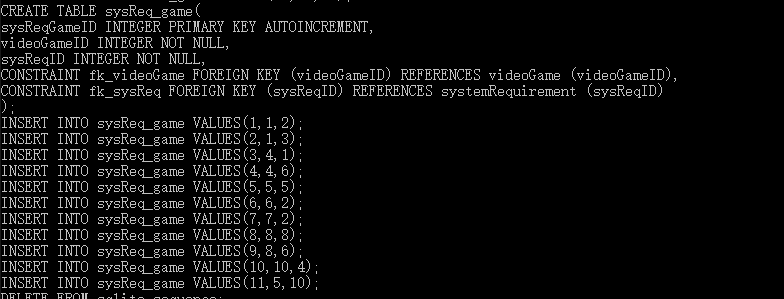 CREATE TABLE sysReq_game(
sysReqGameID INTEGER PRIMARY KEY AUTOINCREMENT,
videoGameID INTEGER NOT NULL,
sysReqID INTEGER NOT NULL,
CONSTRAINT fk_videoGame FOREIGN KEY (videoGameID) REFERENCES videoGame (videoGameID),
CONSTRAINT fk_sysReq FOREIGN KEY (sysReqID) REFERENCES systemRequirement (sysReqID)
);
INSERT INTO sysReq_game VALUES(1,1,2);
INSERT INTO sysReq_game VALUES(2,1,3);
INSERT INTO sysReq_game VALUES(3,4,1);
INSERT INTO sysReq_game VALUES(4,4,6);
INSERT INTO sysReq_game VALUES(5,5,5);
INSERT INTO sysReq_game VALUES(6,6,2);
INSERT INTO sysReq_game VALUES(7,7,2);
INSERT INTO sysReq_game VALUES(8,8,8);
INSERT INTO sysReq_game VALUES(9,8,6);
INSERT INTO sysReq_game VALUES(10,10,4);
INSERT INTO sysReq_game VALUES(11,5,10);
DELETE FROM sqlite_sequence;